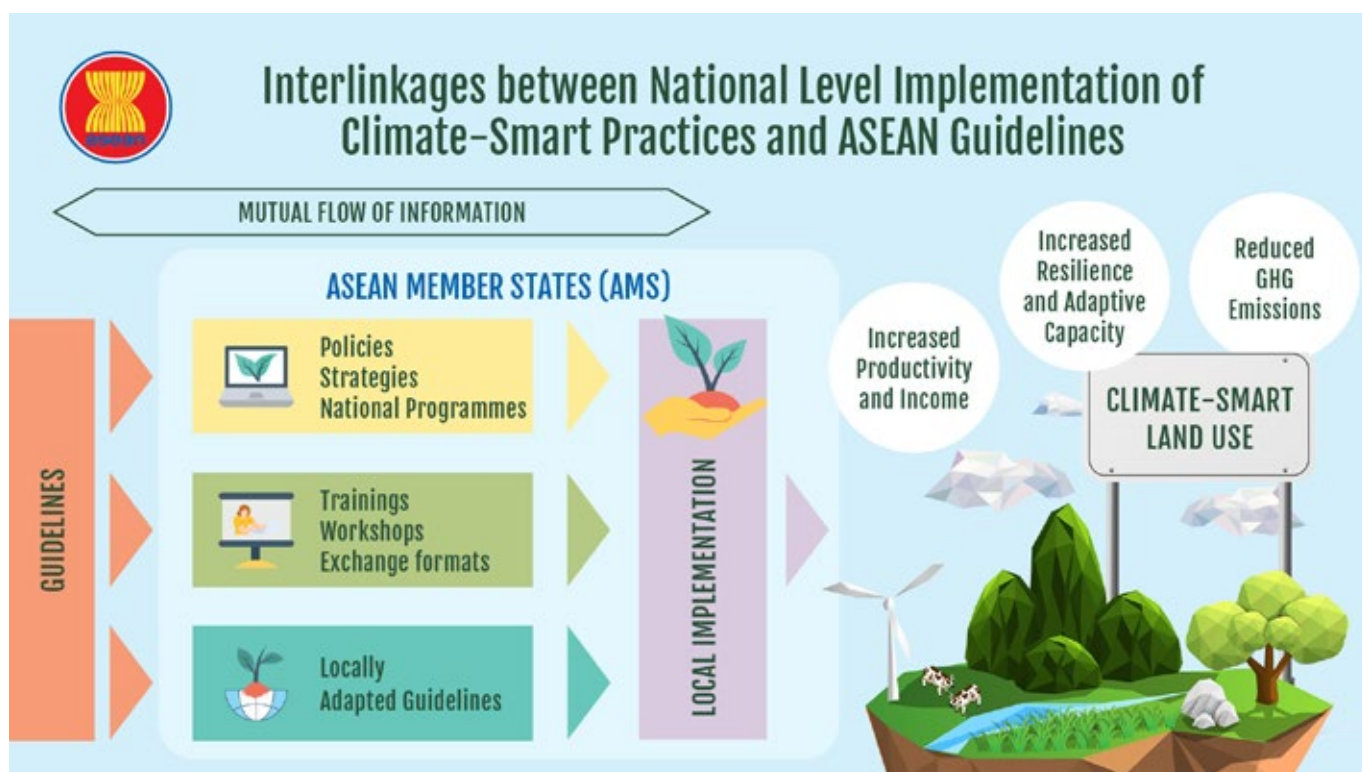 asean
Interlinkages between National Level Implementation of
Climate-Smart Practices and ASEAN Guidelines
MUTUAL FLOW OF INFORMATION
ASEAN MEMBER STATES (AMS)
GUIDELINES
Policies
Strategies
National Programmes
Trainings
Workshops
Exchange formats
Locally
Adapted Guidelines
LOCAL IMPLEMENTATION
Increased
Productivity
and Income
Increased
Resilience
and Adaptive
Capacity
Reduced
GHG
Emissions
CLIMATE-SMART
LAND USE